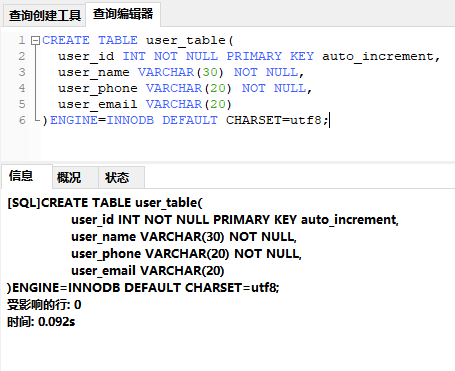 查询创建工具 查询编辑器
1 CREATE TABLE user_table(
2 user_id INT NOT NULL PRIMARY KEY auto_increment,
3 user_name VARCHAR(30) NOT NULL,
4 user_phone VARCHAR(20) NOT NULL,
5 user_email VARCHAR(20)
6 )ENGINE=INNODB DEFAULT CHARSET=utf8;
信息 概况 状态
[SQL]CREATE TABLE user_table(
user_id INT NOT NULL PRIMARY KEY auto_increment,
user_name VARCHAR(30) NOT NULL,
user_phone VARCHAR(20) NOT NULL,
user_email VARCHAR(20)
)ENGINE=INNODB DEFAULT CHARSET=utf8;
受影响的行: 0
时间: 0.092s